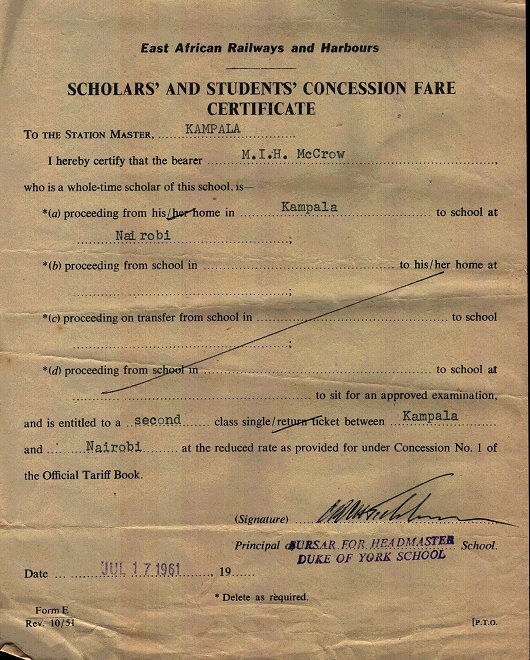 East African Railways and Harbours
SCHOLARS' AND STUDENTS' CONCESSION FARE
CERTIFICATE
TO THE STATION MASTER, KAMPALA
I hereby certify that the bearer M.I.H. McCrow
who is a whole-time scholar of this school, is—
*(a) proceeding from his/her home in Kampala to school at
Nairobi ;
*(b) proceeding from school in to his/her home at
;
*(c) proceeding on transfer from school in to school
;
*(d) proceeding from school in to school at
to sit for an approved examination,
and is entitled to a second class single/return ticket between Kampala
and Nairobi at the reduced rate as provided for under Concession No. 1 of
the Official Tariff Book.
(Signature)
Principal BURSAR FOR HEADMASTER School.
DUKE OF YORK SCHOOL
Date JUL 17 1961, 19
* Delete as required.
Form E
Rev. 10/51 [P.T.O.